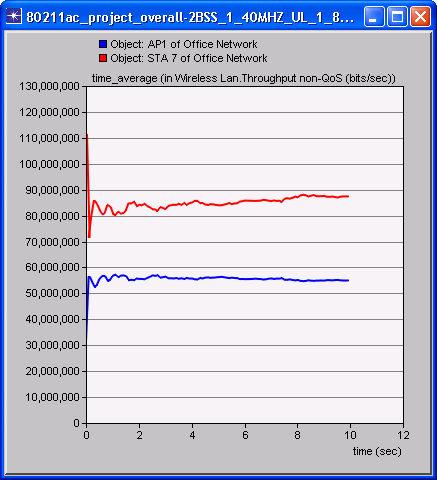 80211ac_project_overall-2BSS_1_40MHZ_UL_1_8...
Object: AP1 of Office Network
Object: STA 7 of Office Network
time_average (in Wireless Lan.Throughput non-QoS (bits/sec))
130,000,000
120,000,000
110,000,000
100,000,000
90,000,000
80,000,000
70,000,000
60,000,000
50,000,000
40,000,000
30,000,000
20,000,000
10,000,000
0
0 2 4 6 8 10 12
time (sec)